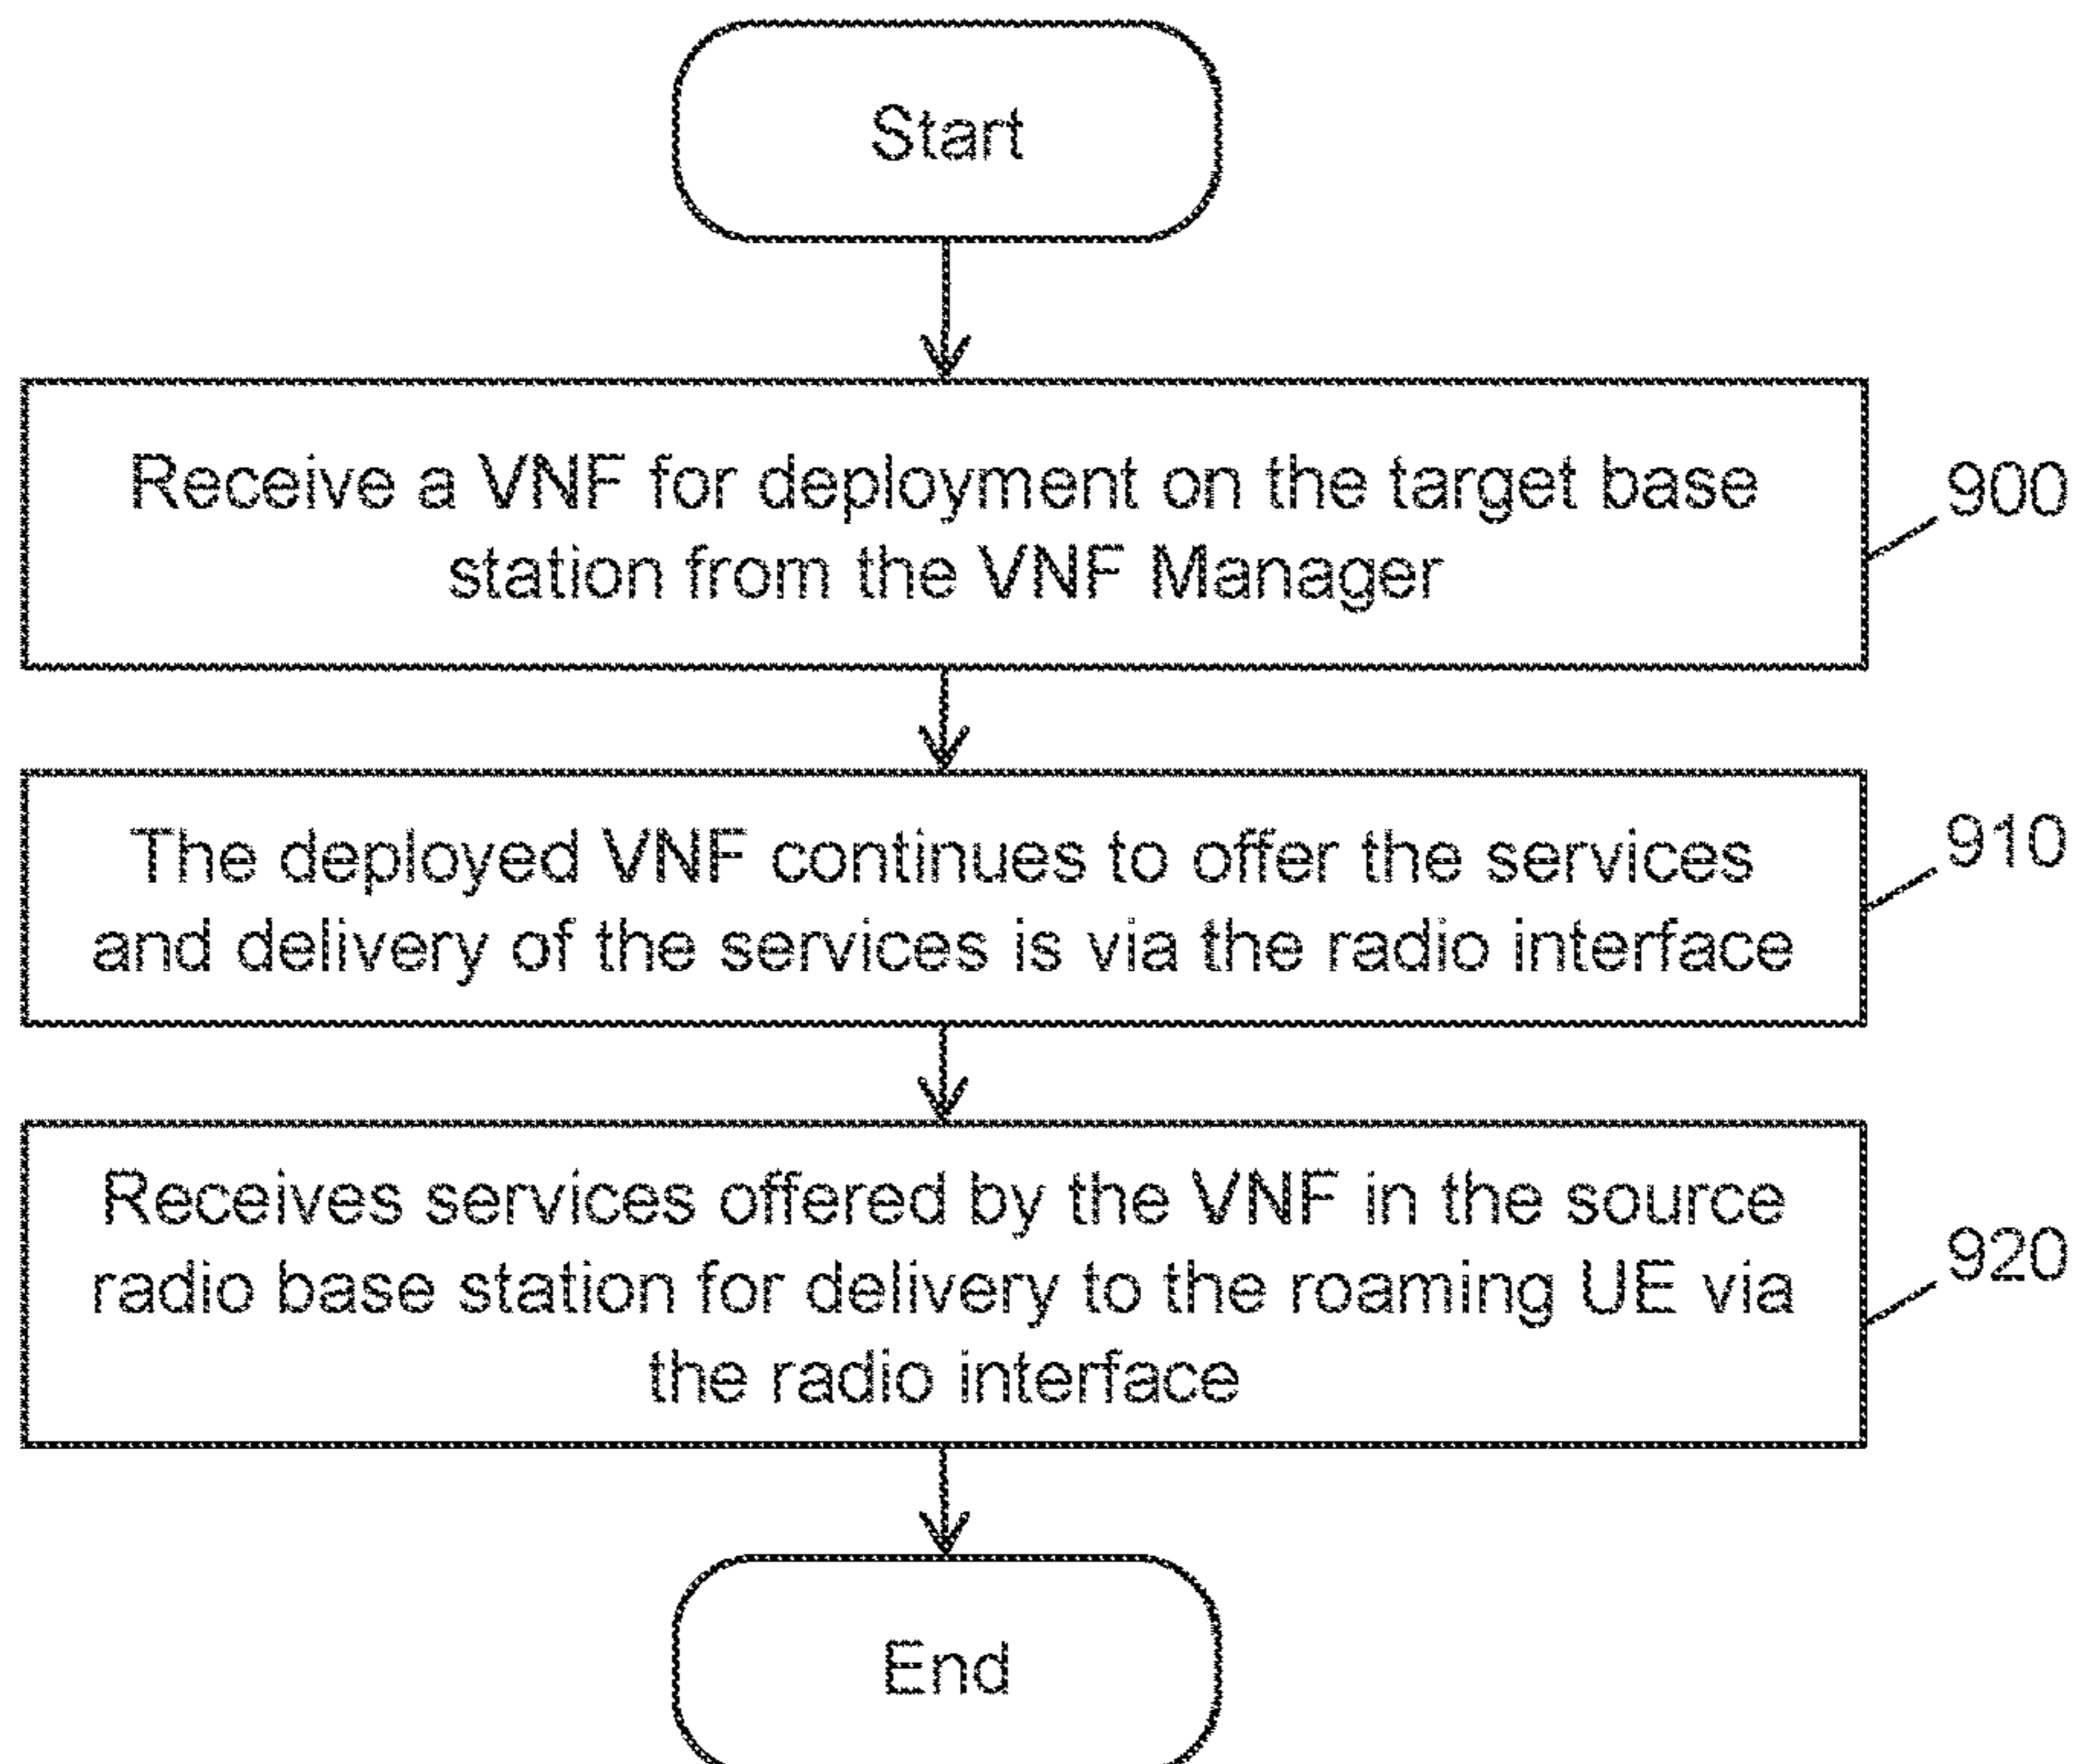 Start
Receive a VNF for deployment on the target base
station from the VNF Manager
900
The deployed VNF continues to offer the services
and delivery of the services is via the radio interface
910
Receives services offered by the VNF in the source
radio base station for delivery to the roaming UE via
the radio interface
920
End